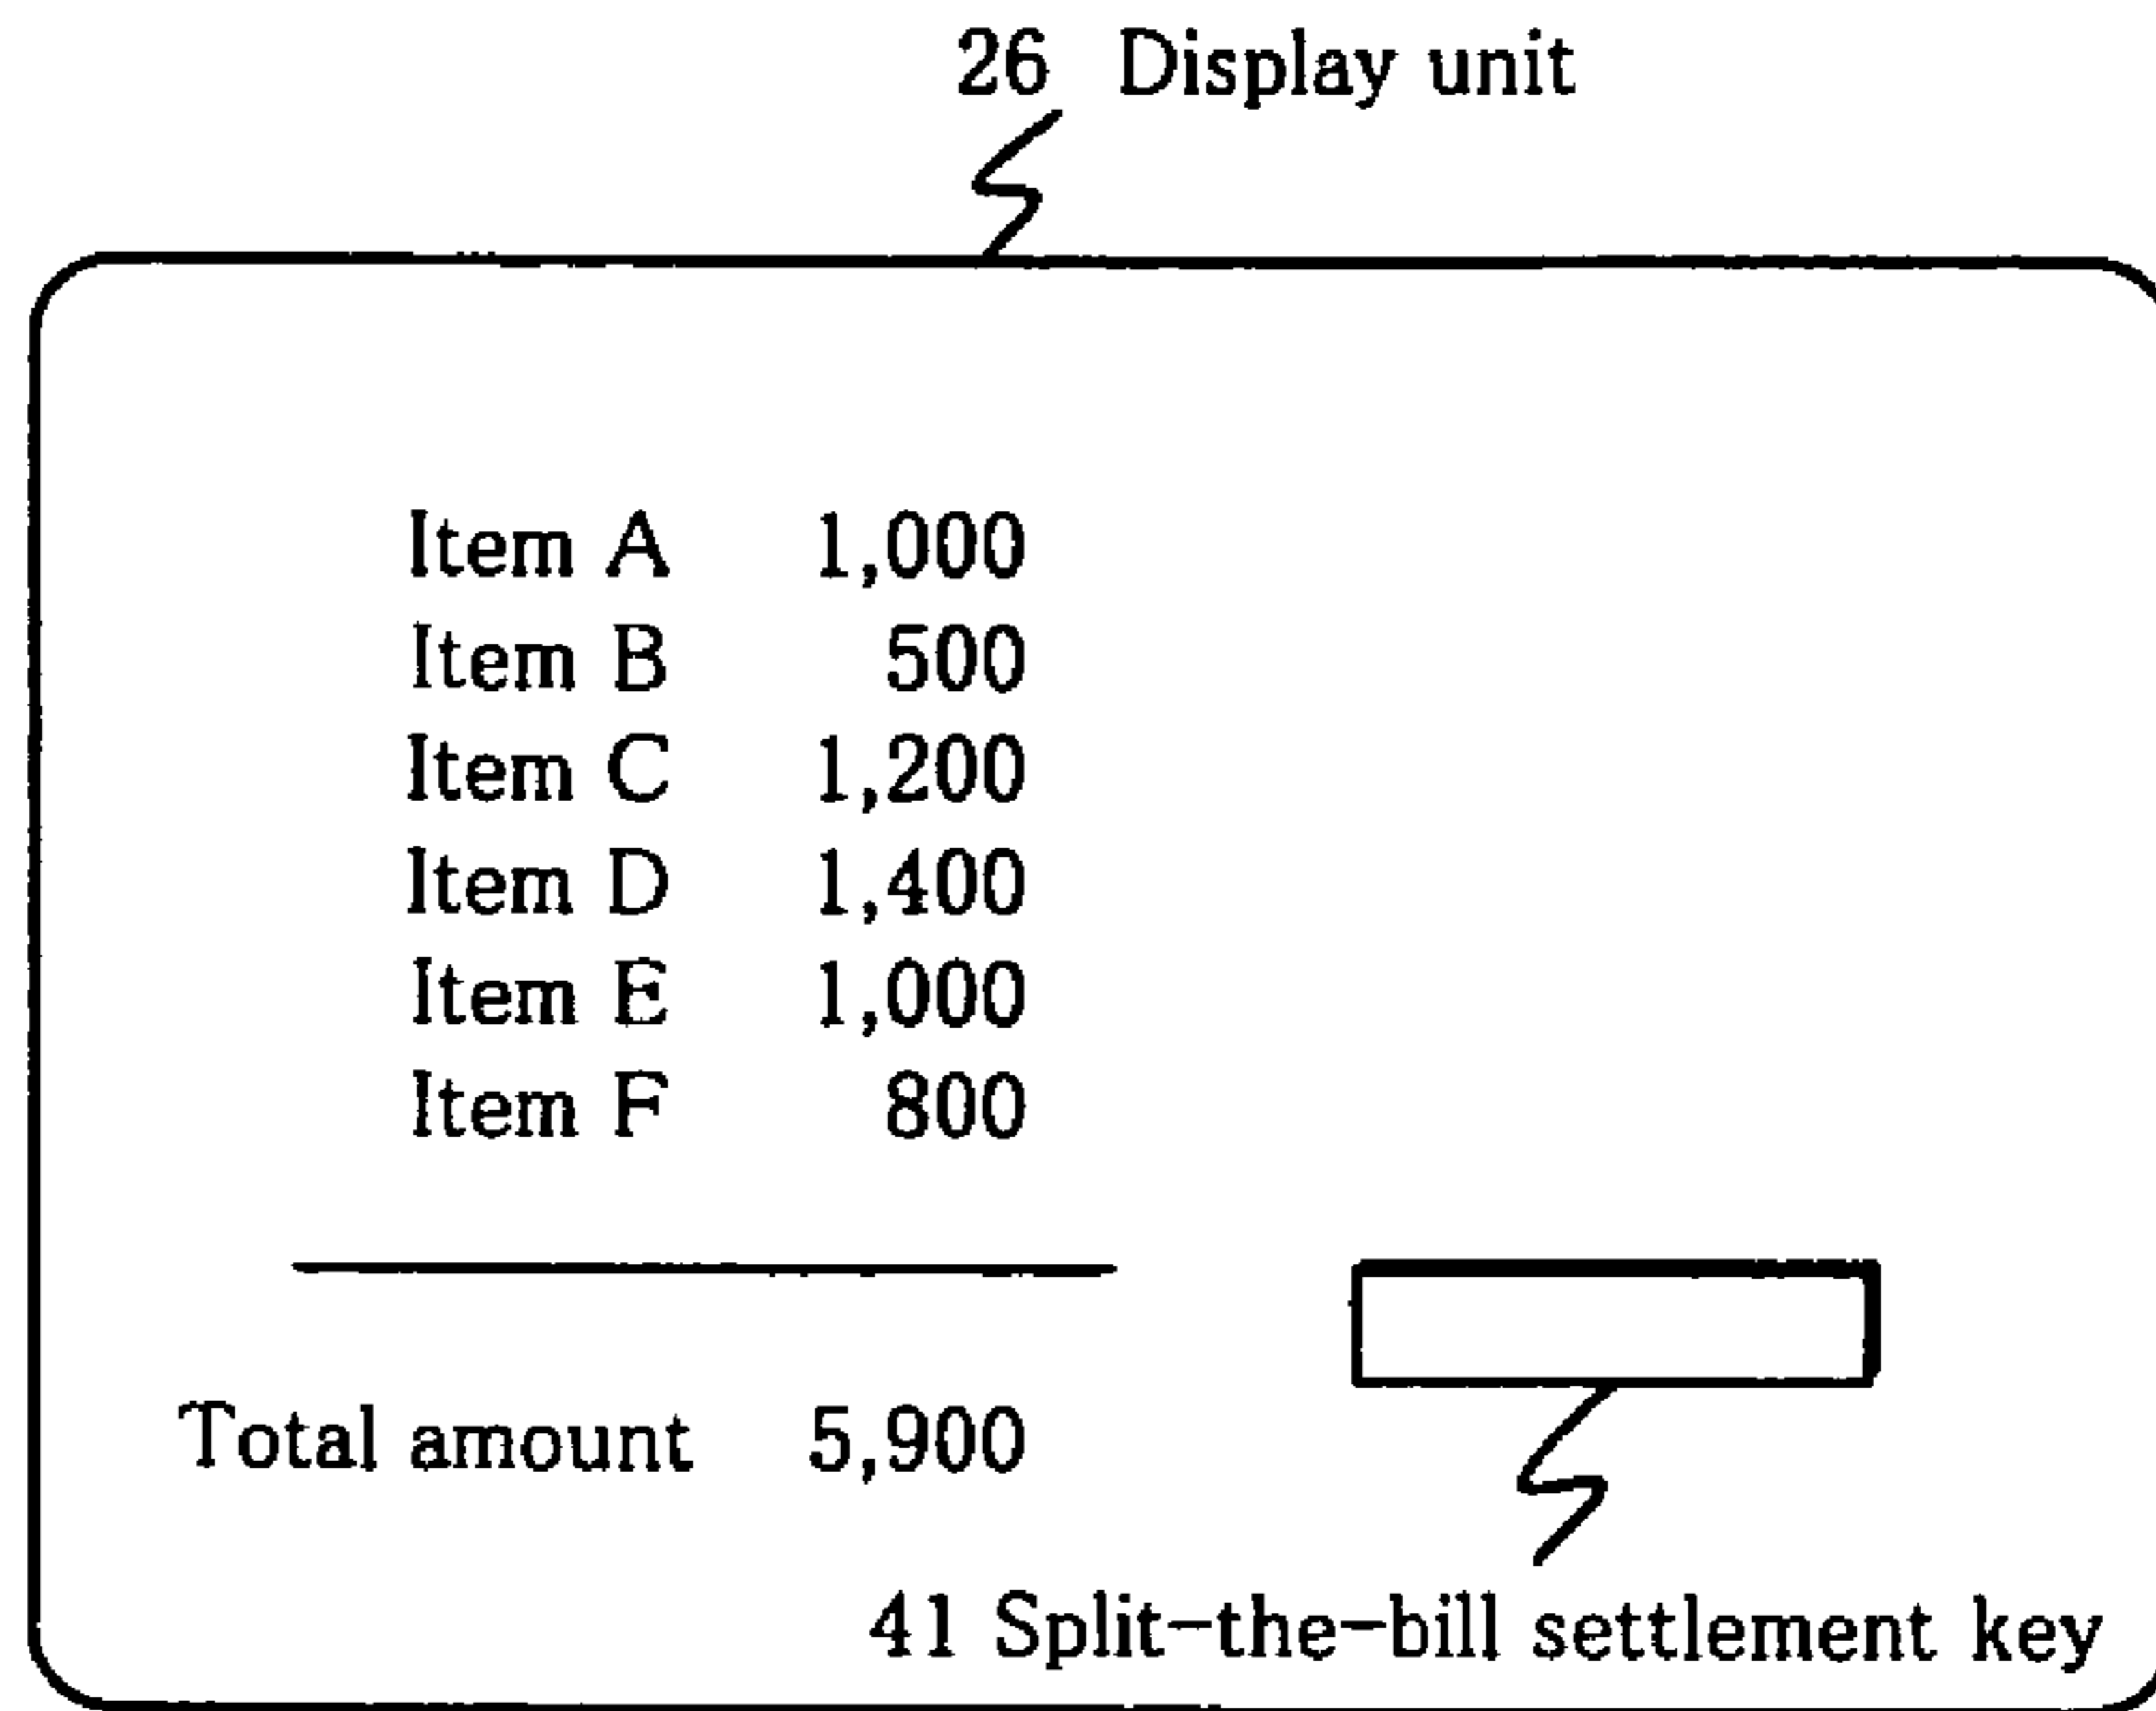 26 Display unit
Item A 1,000
Item B 500
Item C 1,200
Item D 1,400
Item E 1,000
Item F 800
Total amount 5,900
41 Split-the-bill settlement key